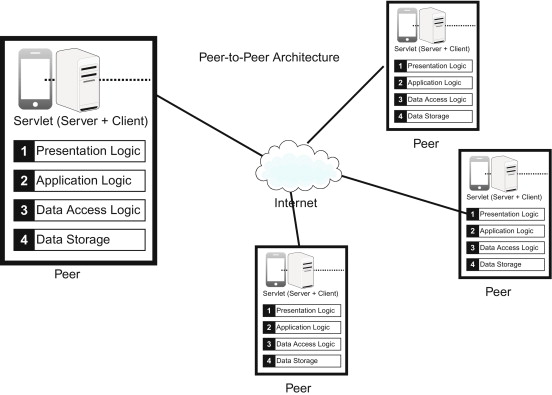 Peer-to-Peer Architecture
Servlet (Server + Client)
1 Presentation Logic
2 Application Logic
3 Data Access Logic
4 Data Storage
Peer
Servlet (Server + Client)
1 Presentation Logic
2 Application Logic
3 Data Access Logic
4 Data Storage
Peer
Internet
Servlet (Server + Client)
1 Presentation Logic
2 Application Logic
3 Data Access Logic
4 Data Storage
Peer
Servlet (Server + Client)
1 Presentation Logic
2 Application Logic
3 Data Access Logic
4 Data Storage
Peer